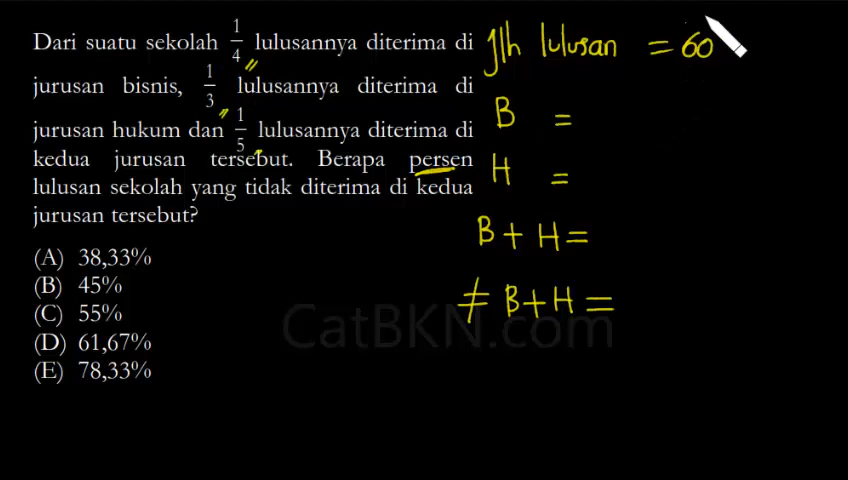 Dari suatu sekolah 1/4 lulusannya diterima di
jurusan bisnis, 1/3 lulusannya diterima di
jurusan hukum dan 1/5 lulusannya diterima di
kedua jurusan tersebut. Berapa persen
lulusan sekolah yang tidak diterima di kedua
jurusan tersebut?
(A) 38,33%
(B) 45%
(C) 55%
(D) 61,67%
(E) 78,33%
jlh lulusan = 60
B =
H =
B + H =
≠ B + H =
CatBKN.com